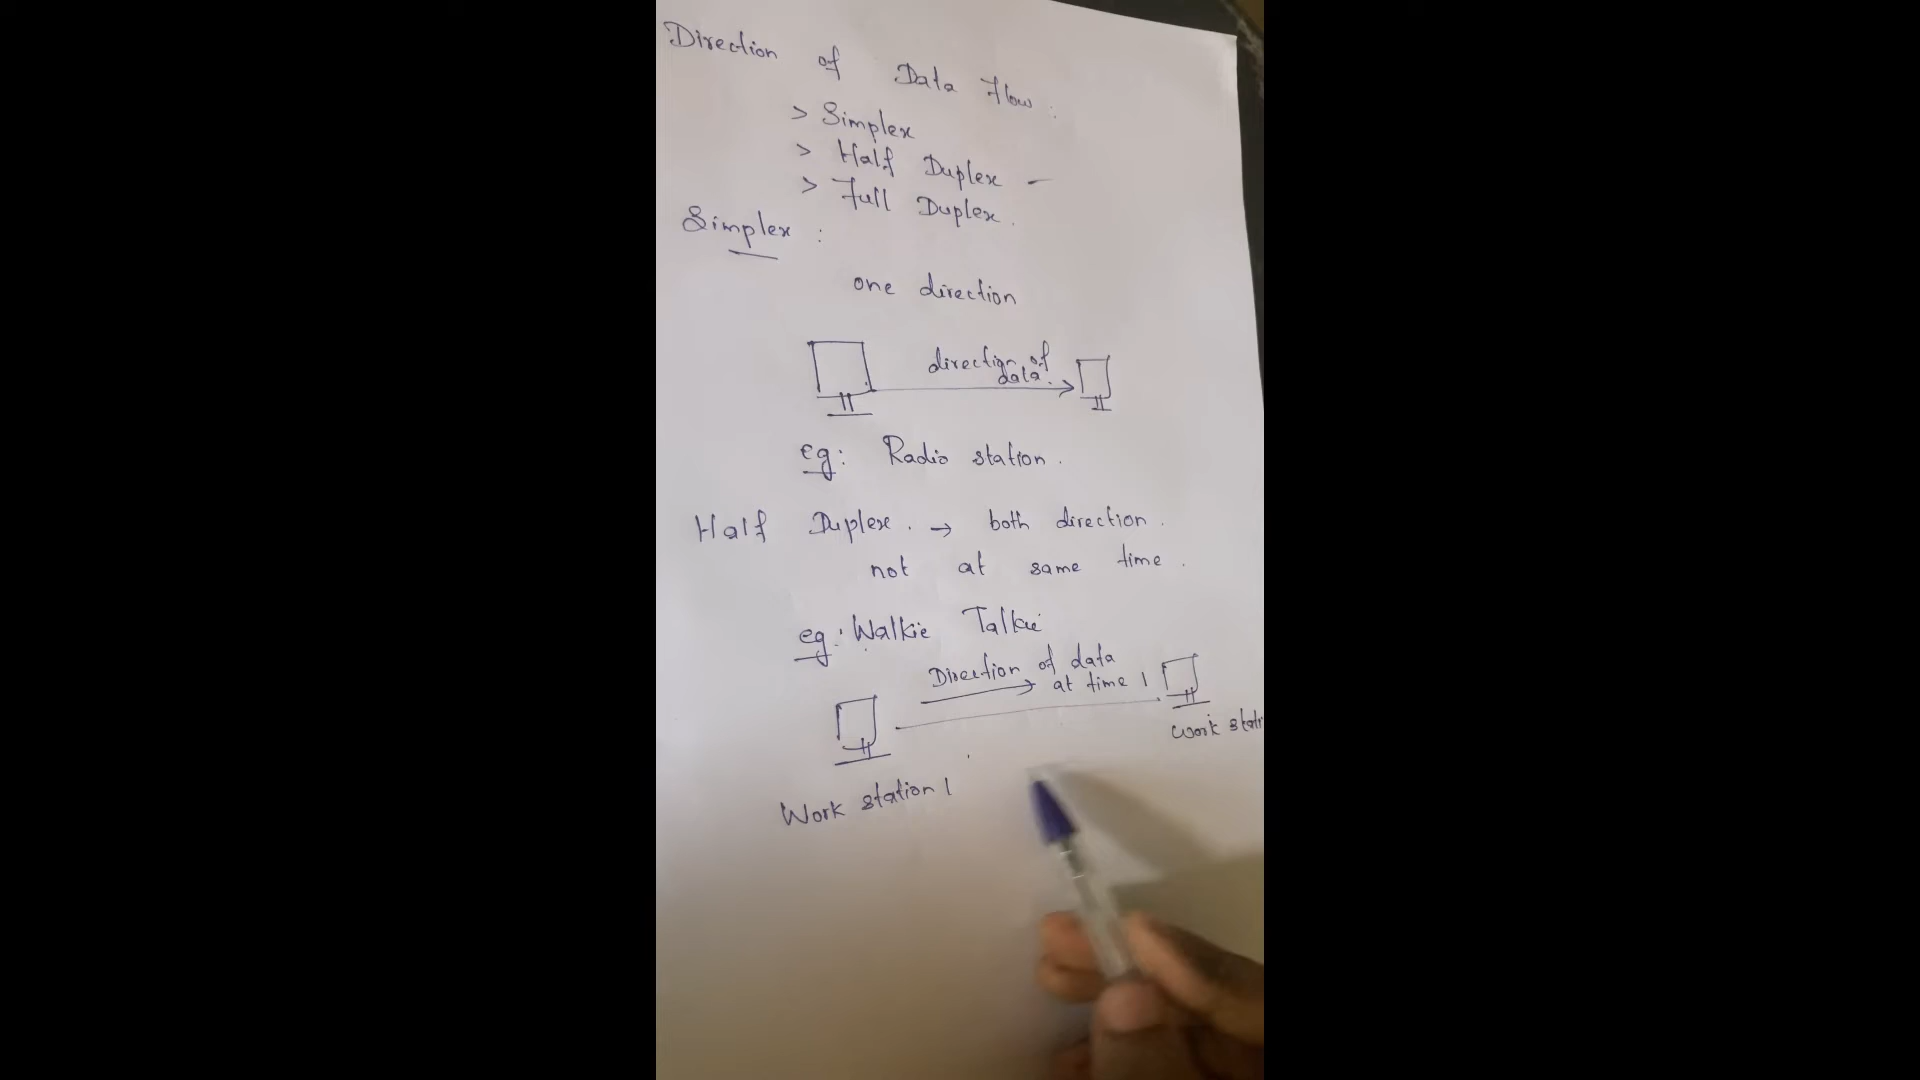 Direction of Data Flow:
> Simplex
> Half Duplex -
> Full Duplex.
Simplex:
one direction
direction of
data.
eg: Radio station.
Half Duplex. → both direction.
not at same time.
eg: Walkie Talkie
Direction of data
at time 1
Work
Work station 1